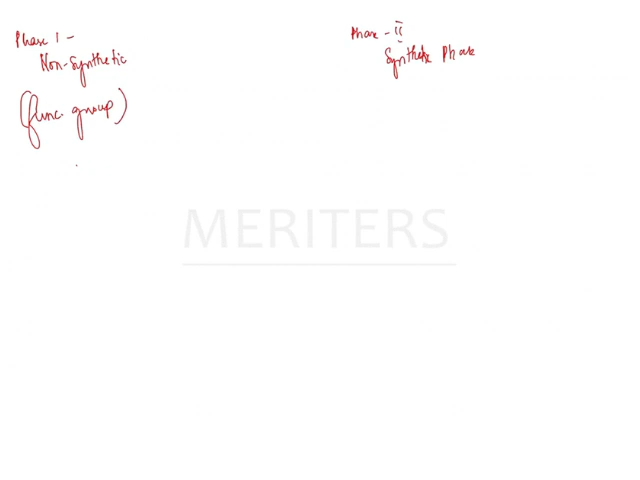 Phase I -
Non-Synthetic
(func. group)
Phase - II
Synthetic Phase
MERITERS